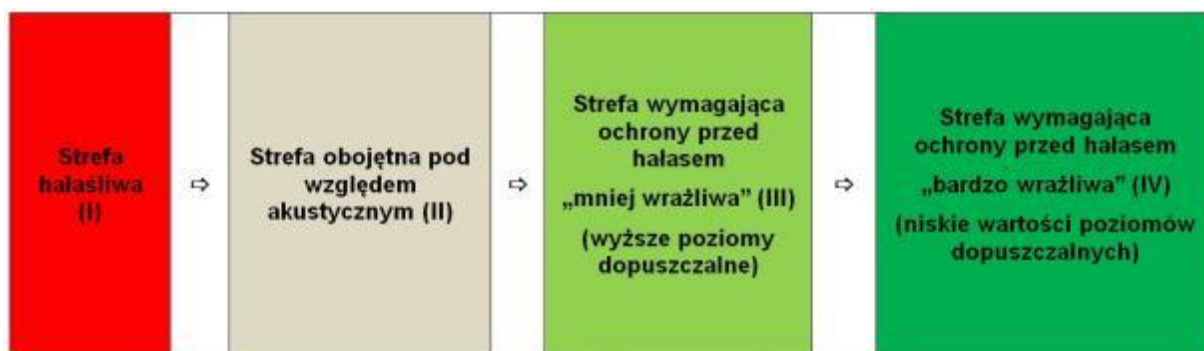 Strefa
hałaśliwa
(I)
⇨
Strefa obojętna pod
względem
akustycznym (II)
⇨
Strefa wymagająca
ochrony przed
hałasem
„mniej wrażliwa” (III)
(wyższe poziomy
dopuszczalne)
⇨
Strefa wymagająca
ochrony przed hałasem
„bardzo wrażliwa” (IV)
(niskie wartości poziomów
dopuszczalnych)